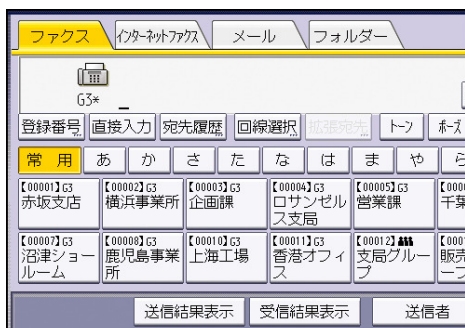 ファクス インターネットファクス メール フォルダー
G3* _
登録番号 直接入力 宛先履歴 回線選択 拡張宛先 トーン ポーズ
常用 あ か さ た な は ま や ら
【00001】G3 【00002】G3 【00003】G3 【00004】G3 【00005】G3 【000
赤坂支店 横浜事業所 企画課 ロサンゼル 営業課 千葉
ス支局
【00007】G3 【00008】G3 【00010】G3 【00011】G3 【00012】 【000
沼津ショー 鹿児島事業 上海工場 香港オフィ 支局グルー 販売
ルーム 所 ス プ ープ
送信結果表示 受信結果表示 送信者